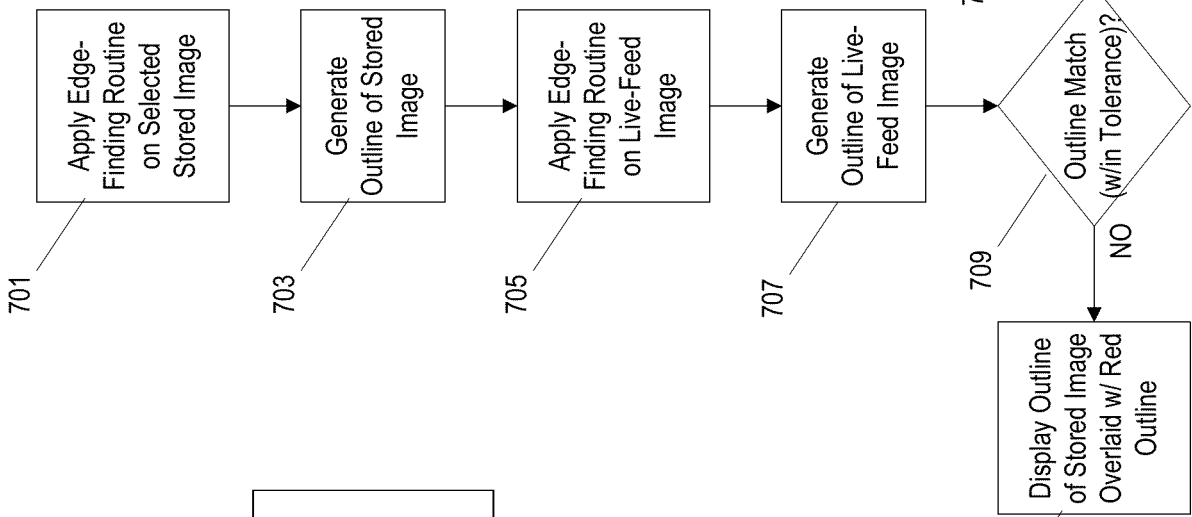 701
Apply Edge-
Finding Routine
on Selected
Stored Image
703
Generate
Outline of Stored
Image
705
Apply Edge-
Finding Routine
on Live-Feed
Image
707
Generate
Outline of Live-
Feed Image
709
Outline Match
(w/in Tolerance)?
NO
Display Outline
of Stored Image
Overlaid w/ Red
Outline